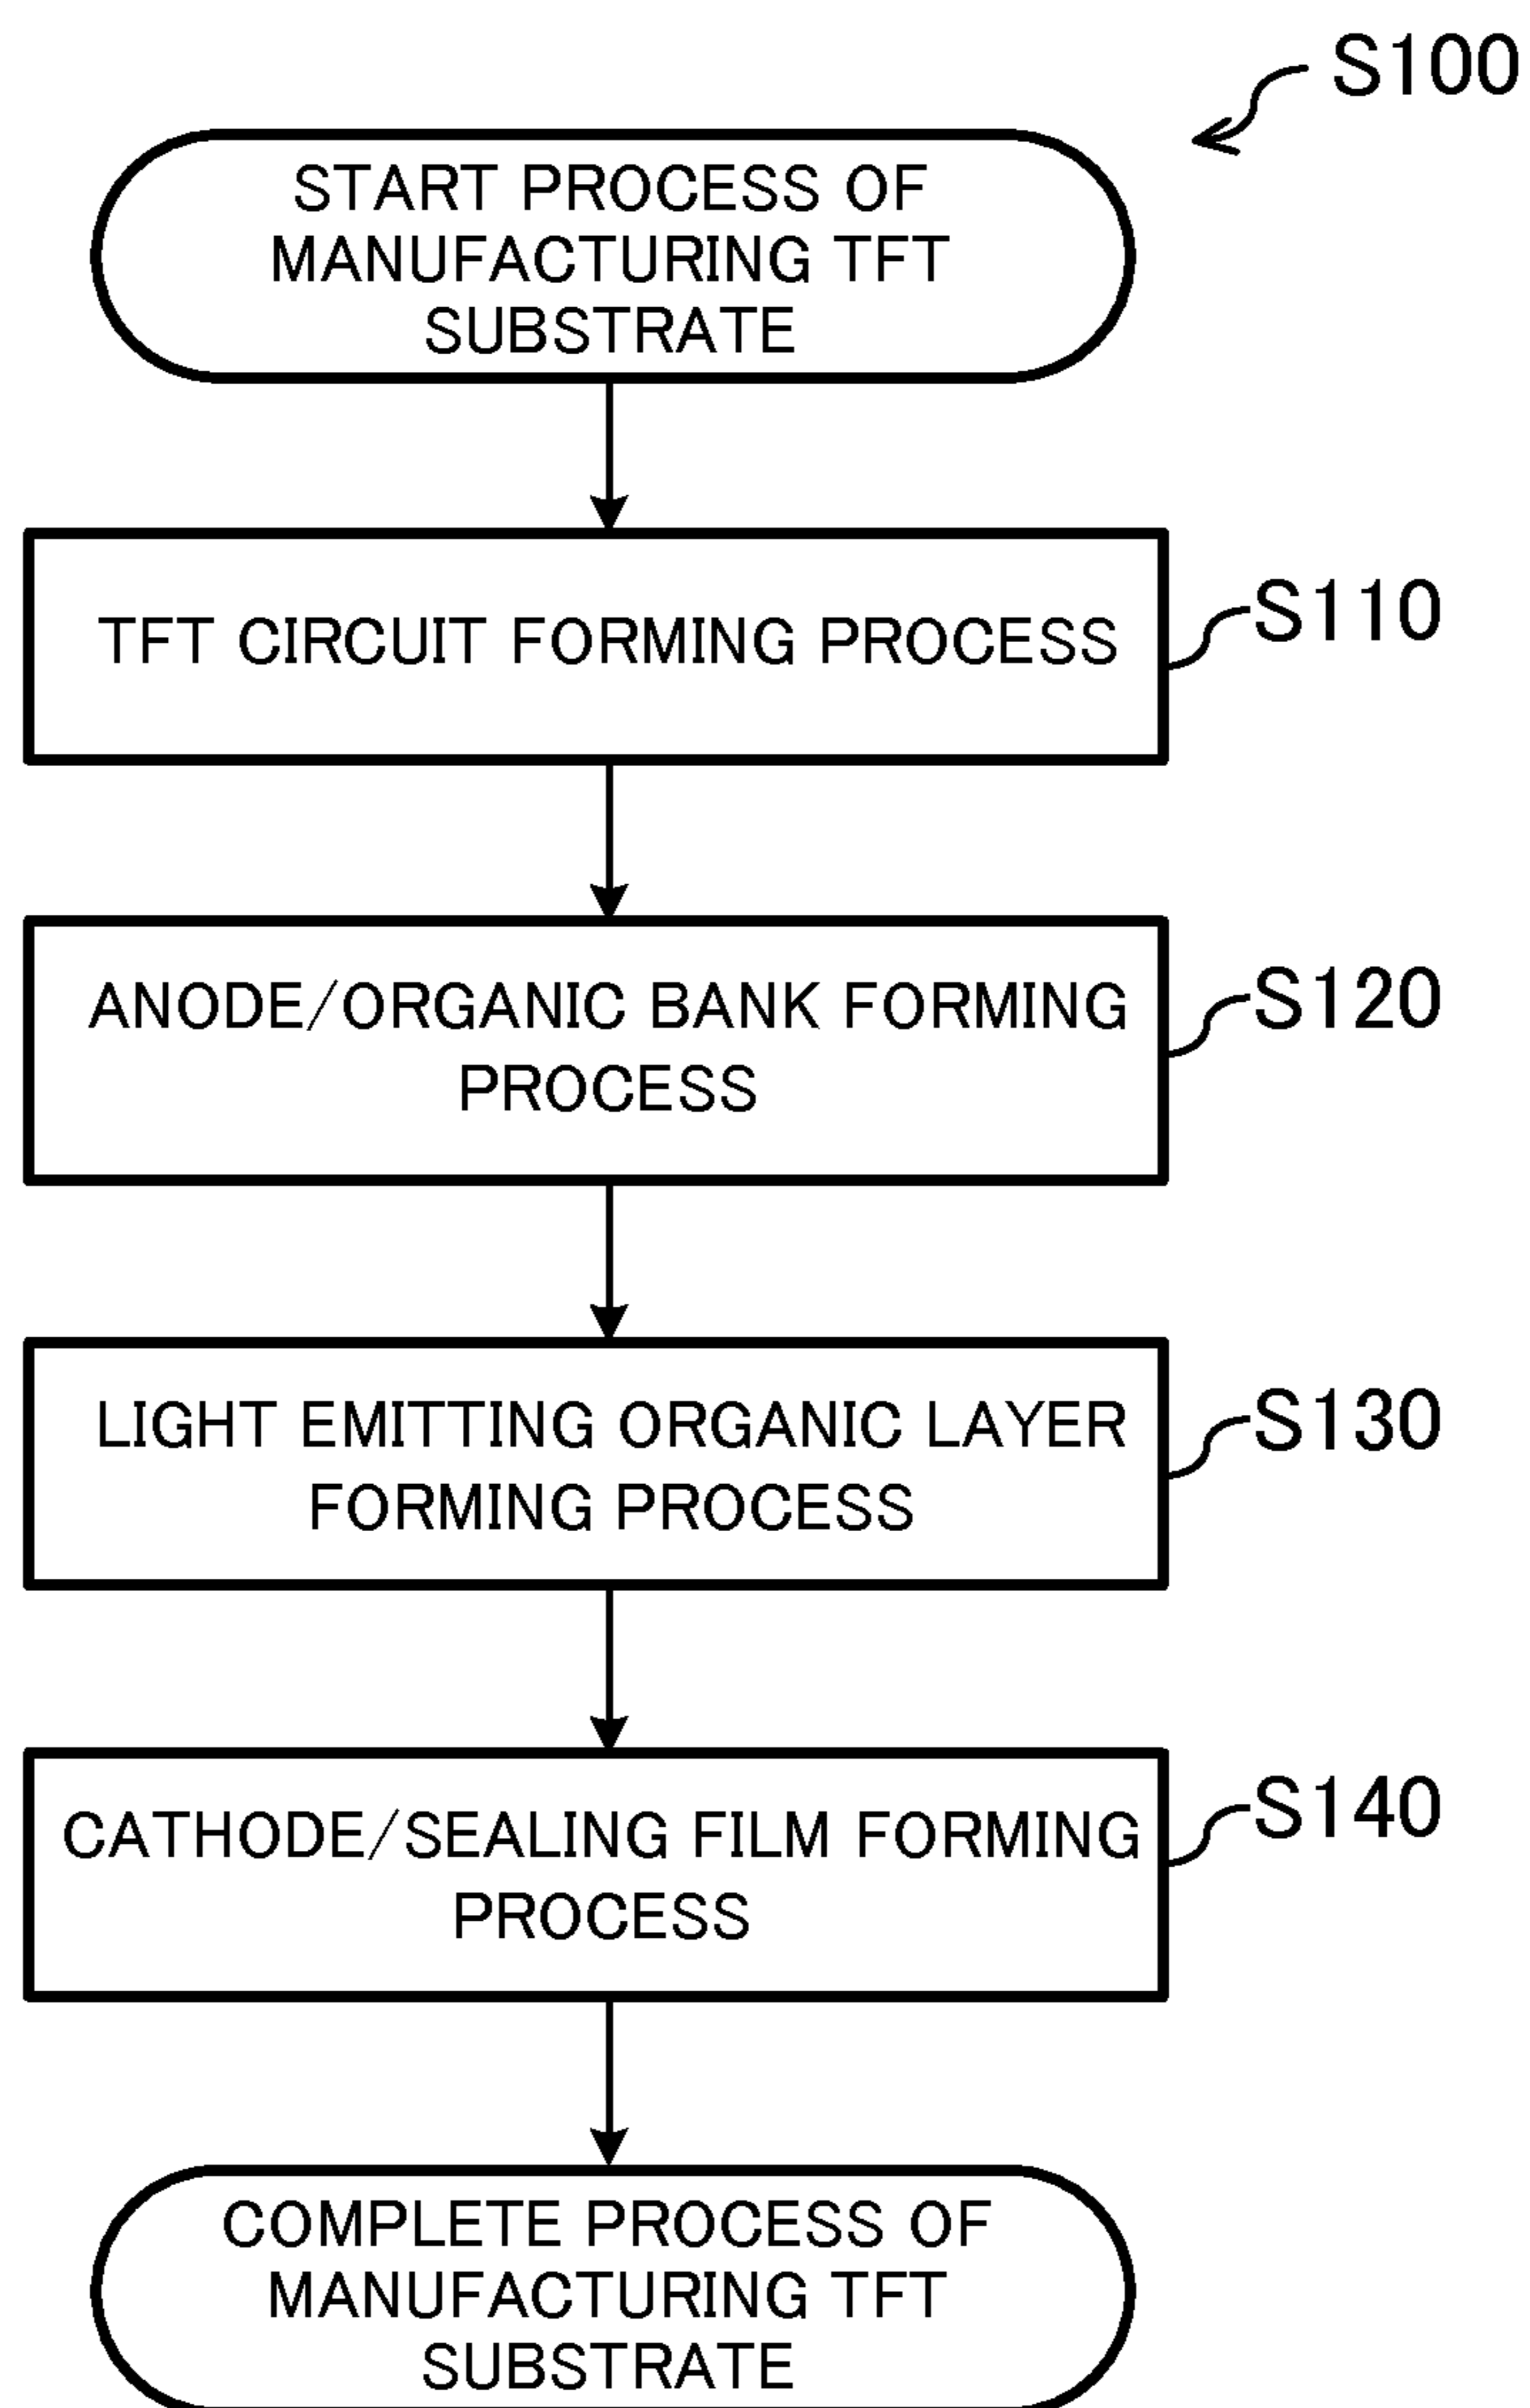 S100
START PROCESS OF
MANUFACTURING TFT
SUBSTRATE
TFT CIRCUIT FORMING PROCESS
S110
ANODE/ORGANIC BANK FORMING
PROCESS
S120
LIGHT EMITTING ORGANIC LAYER
FORMING PROCESS
S130
CATHODE/SEALING FILM FORMING
PROCESS
S140
COMPLETE PROCESS OF
MANUFACTURING TFT
SUBSTRATE